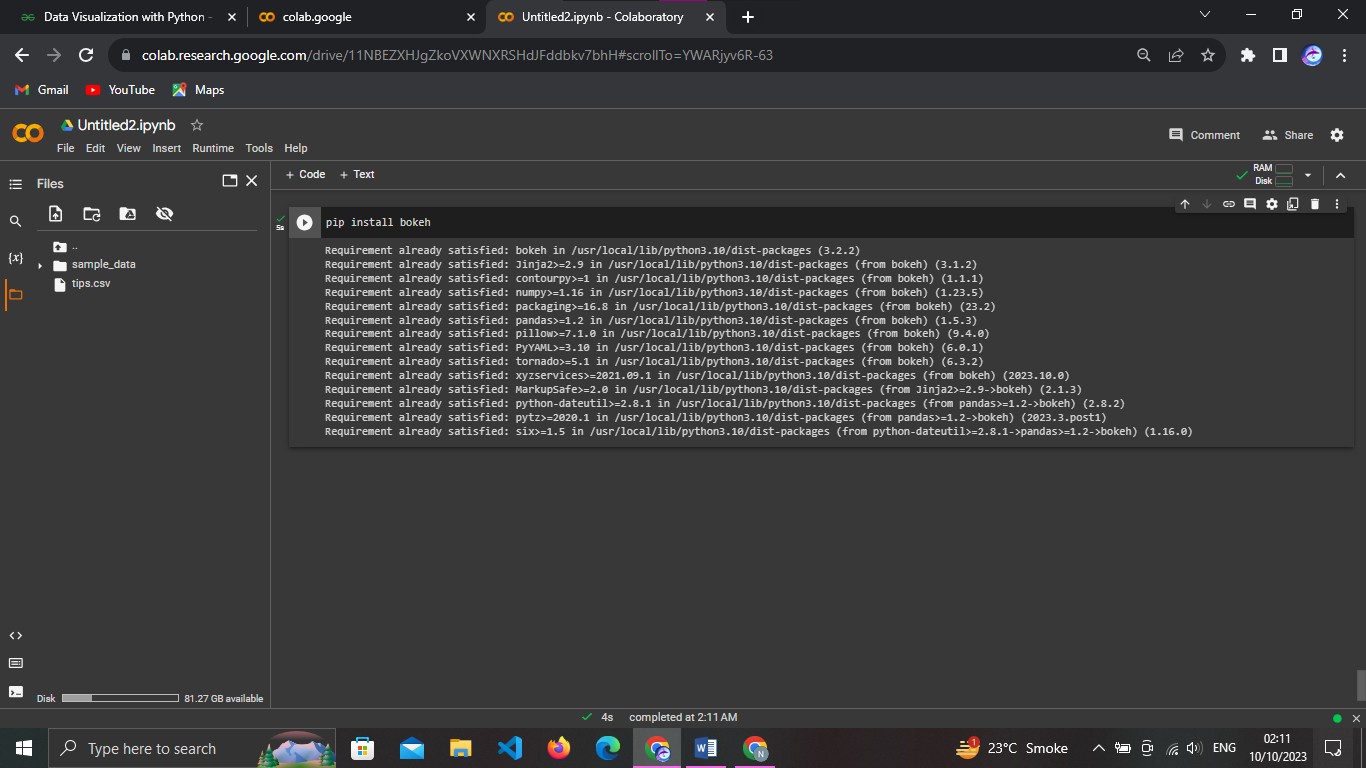 Data Visualization with Python -
colab.google
Untitled2.ipynb - Colaboratory
colab.research.google.com/drive/11NBEZXHJgZkoVXWNXRSHdJFddbkv7bhH#scrollTo=YWARjyv6R-63
Gmail
YouTube
Maps
Untitled2.ipynb
File Edit View Insert Runtime Tools Help
Comment
Share
Files
+ Code + Text
RAM
Disk
..
sample_data
tips.csv
5s
pip install bokeh
Requirement already satisfied: bokeh in /usr/local/lib/python3.10/dist-packages (3.2.2)
Requirement already satisfied: Jinja2>=2.9 in /usr/local/lib/python3.10/dist-packages (from bokeh) (3.1.2)
Requirement already satisfied: contourpy>=1 in /usr/local/lib/python3.10/dist-packages (from bokeh) (1.1.1)
Requirement already satisfied: numpy>=1.16 in /usr/local/lib/python3.10/dist-packages (from bokeh) (1.23.5)
Requirement already satisfied: packaging>=16.8 in /usr/local/lib/python3.10/dist-packages (from bokeh) (23.2)
Requirement already satisfied: pandas>=1.2 in /usr/local/lib/python3.10/dist-packages (from bokeh) (1.5.3)
Requirement already satisfied: pillow>=7.1.0 in /usr/local/lib/python3.10/dist-packages (from bokeh) (9.4.0)
Requirement already satisfied: PyYAML>=3.10 in /usr/local/lib/python3.10/dist-packages (from bokeh) (6.0.1)
Requirement already satisfied: tornado>=5.1 in /usr/local/lib/python3.10/dist-packages (from bokeh) (6.3.2)
Requirement already satisfied: xyzservices>=2021.09.1 in /usr/local/lib/python3.10/dist-packages (from bokeh) (2023.10.0)
Requirement already satisfied: MarkupSafe>=2.0 in /usr/local/lib/python3.10/dist-packages (from Jinja2>=2.9->bokeh) (2.1.3)
Requirement already satisfied: python-dateutil>=2.8.1 in /usr/local/lib/python3.10/dist-packages (from pandas>=1.2->bokeh) (2.8.2)
Requirement already satisfied: pytz>=2020.1 in /usr/local/lib/python3.10/dist-packages (from pandas>=1.2->bokeh) (2023.3.post1)
Requirement already satisfied: six>=1.5 in /usr/local/lib/python3.10/dist-packages (from python-dateutil>=2.8.1->pandas>=1.2->bokeh) (1.16.0)
Disk
81.27 GB available
4s completed at 2:11 AM
Type here to search
1
23°C Smoke
ENG
02:11
10/10/2023